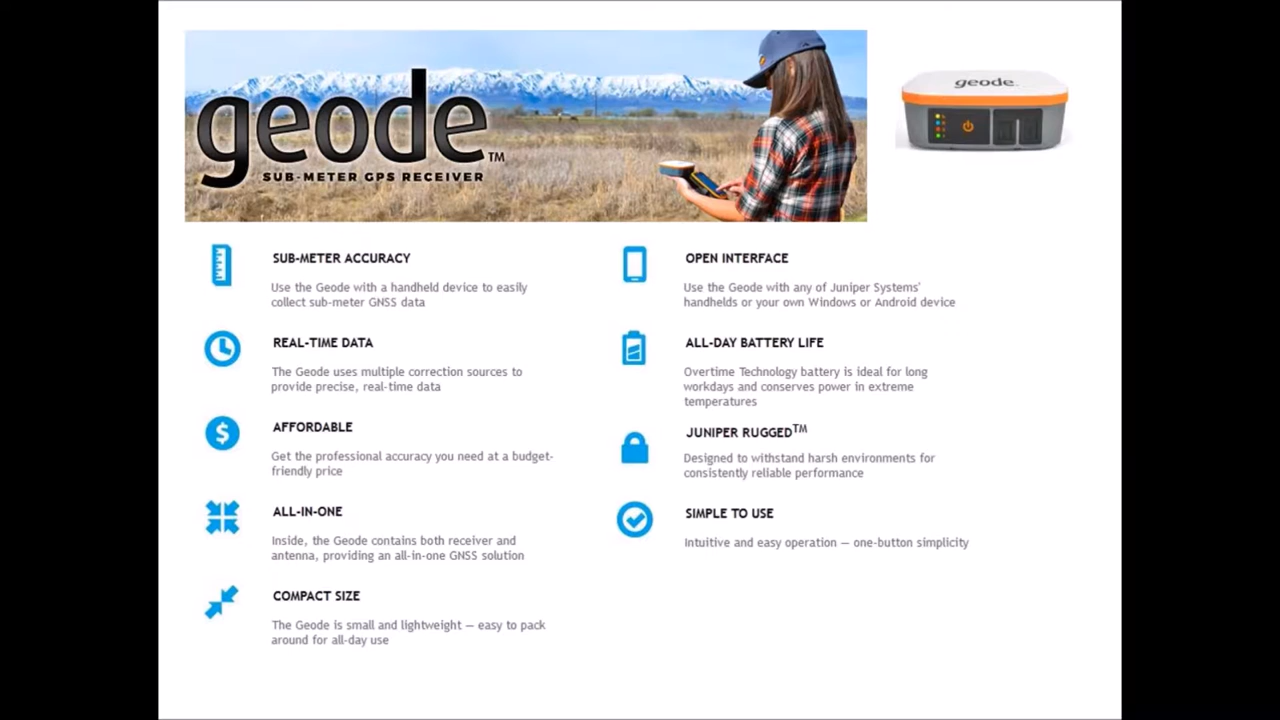 geode™
SUB-METER GPS RECEIVER
geode™
SUB-METER ACCURACY
Use the Geode with a handheld device to easily
collect sub-meter GNSS data
REAL-TIME DATA
The Geode uses multiple correction sources to
provide precise, real-time data
AFFORDABLE
Get the professional accuracy you need at a budget-
friendly price
ALL-IN-ONE
Inside, the Geode contains both receiver and
antenna, providing an all-in-one GNSS solution
COMPACT SIZE
The Geode is small and lightweight — easy to pack
around for all-day use
OPEN INTERFACE
Use the Geode with any of Juniper Systems'
handhelds or your own Windows or Android device
ALL-DAY BATTERY LIFE
Overtime Technology battery is ideal for long
workdays and conserves power in extreme
temperatures
JUNIPER RUGGED™
Designed to withstand harsh environments for
consistently reliable performance
SIMPLE TO USE
Intuitive and easy operation — one-button simplicity